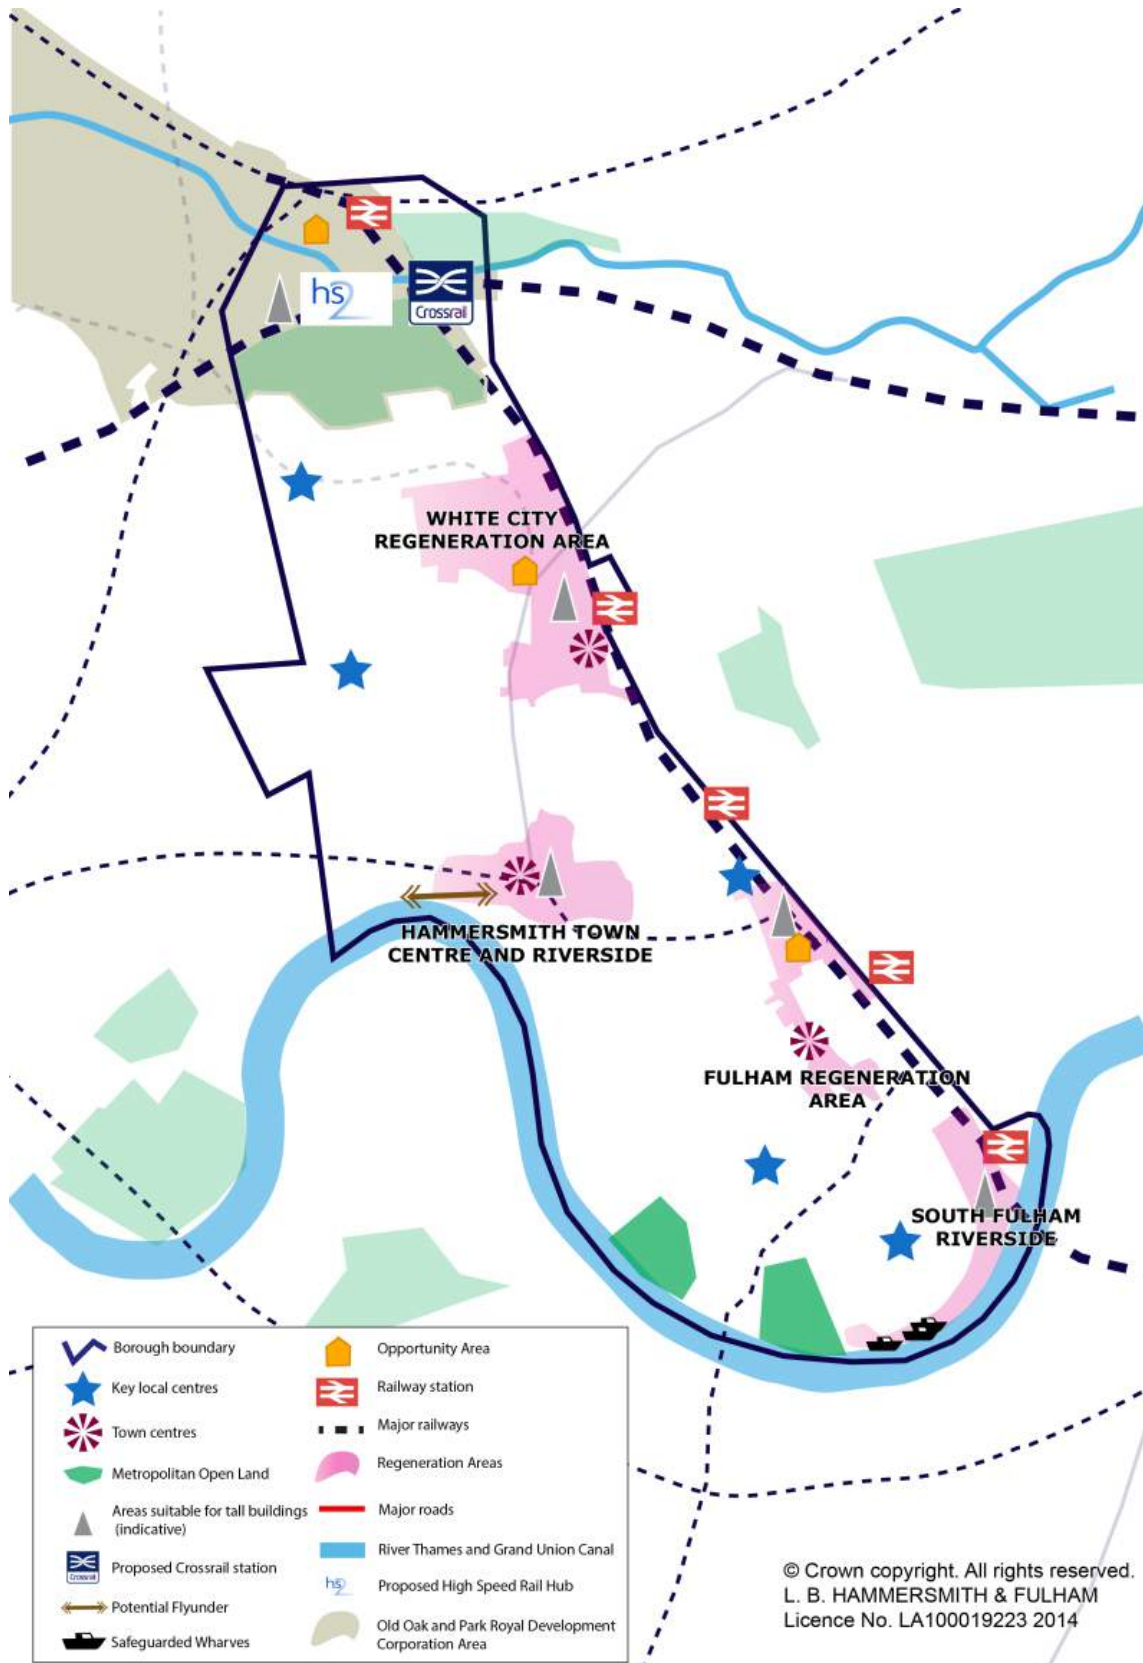 hs2
Crossrail
WHITE CITY
REGENERATION AREA
HAMMERSMITH TOWN
CENTRE AND RIVERSIDE
FULHAM REGENERATION
AREA
SOUTH FULHAM
RIVERSIDE
Borough boundary
Key local centres
Town centres
Metropolitan Open Land
Areas suitable for tall buildings
(indicative)
Crossrail
Proposed Crossrail station
Potential Flyunder
Safeguarded Wharves
Opportunity Area
Railway station
Major railways
Regeneration Areas
Major roads
River Thames and Grand Union Canal
hs2
Proposed High Speed Rail Hub
Old Oak and Park Royal Development
Corporation Area
© Crown copyright. All rights reserved.
L. B. HAMMERSMITH & FULHAM
Licence No. LA100019223 2014